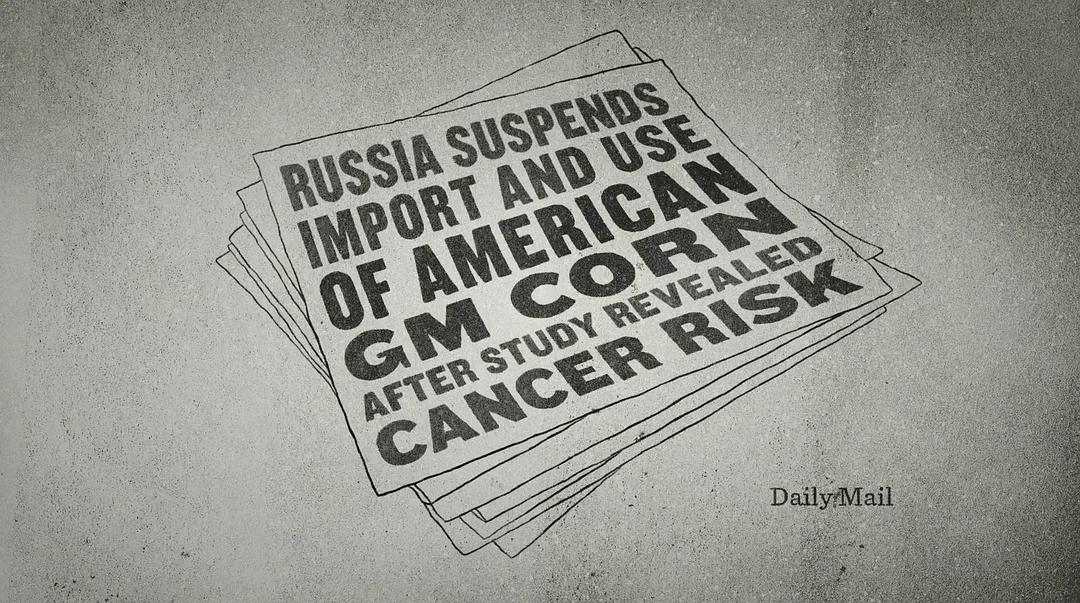 RUSSIA SUSPENDS
IMPORT AND USE
OF AMERICAN
GM CORN
AFTER STUDY REVEALED
CANCER RISK
Daily Mail